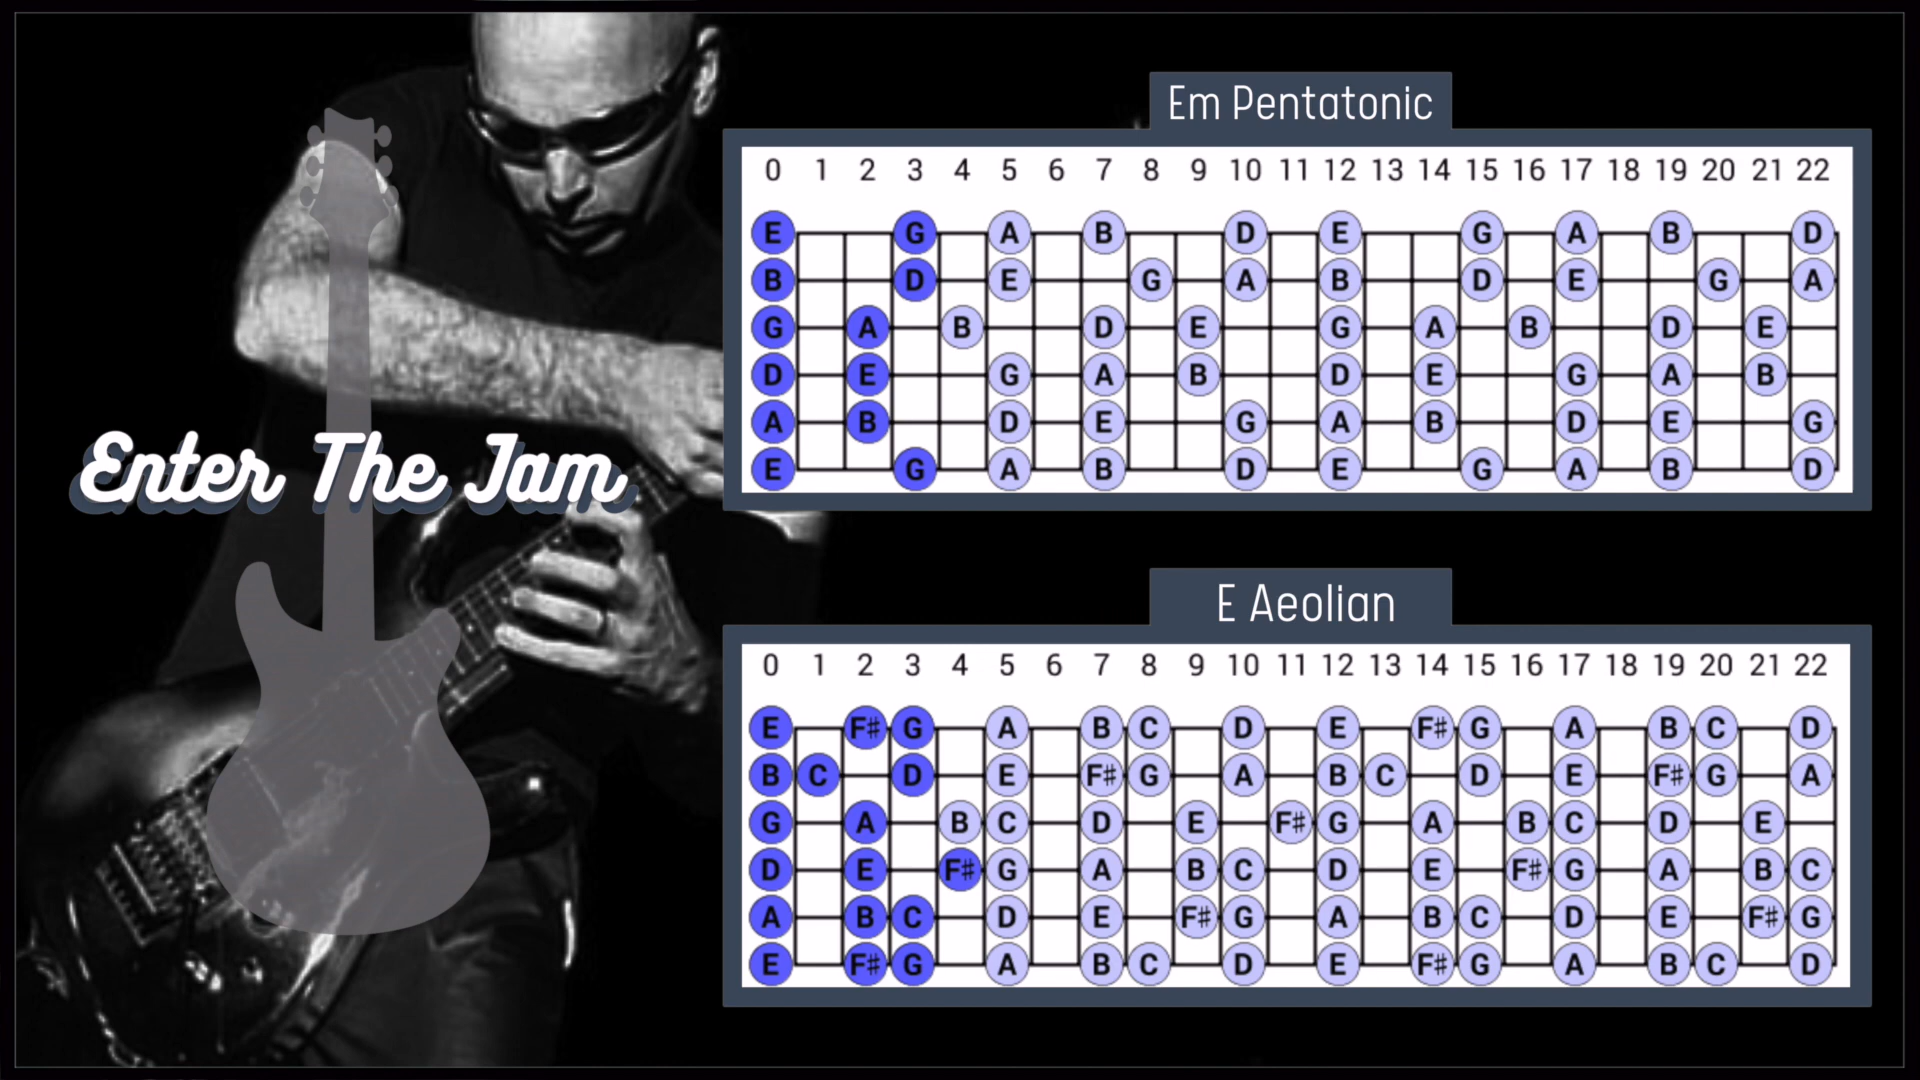 Em Pentatonic
0 1 2 3 4 5 6 7 8 9 10 11 12 13 14 15 16 17 18 19 20 21 22
E G A B D E G A B D
B D E G A B D E G A
G A B D E G A B D E
D E G A B D E G A B
A B D E G A B D E G
E G A B D E G A B D
Enter The Jam
E Aeolian
0 1 2 3 4 5 6 7 8 9 10 11 12 13 14 15 16 17 18 19 20 21 22
E F# G A B C D E F# G A B C D
B C D E F# G A B C D E F# G A
G A B C D E F# G A B C D E
D E F# G A B C D E F# G A B C
A B C D E F# G A B C D E F# G
E F# G A B C D E F# G A B C D